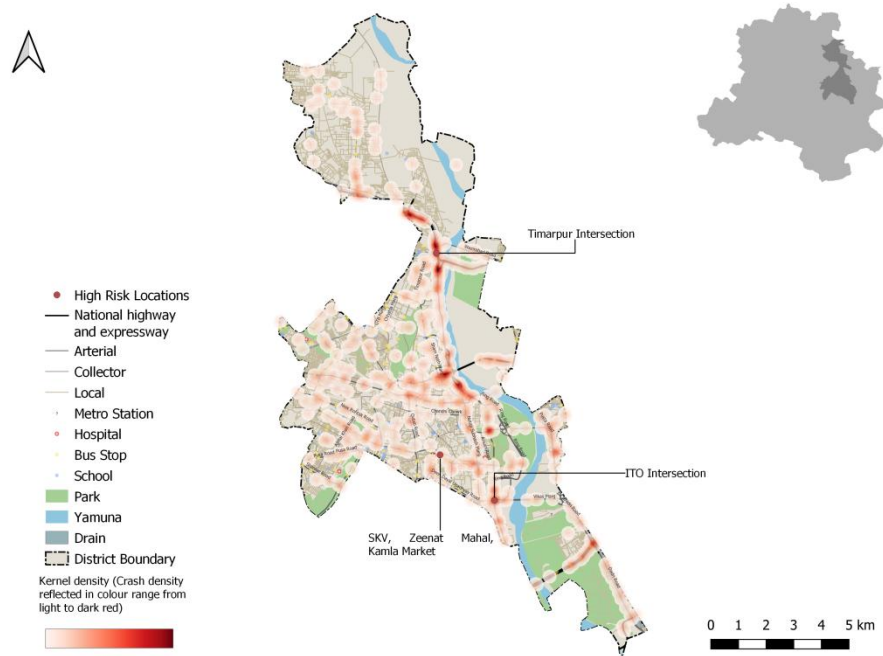 Timarpur Intersection
High Risk Locations
National highway
and expressway
Arterial
Collector
Local
Metro Station
Hospital
Bus Stop
School
Park
Yamuna
Drain
District Boundary
Kernel density (Crash density
reflected in colour range from
light to dark red)
ITO Intersection
SKV, Zeenat Mahal,
Kamla Market
0 1 2 3 4 5 km